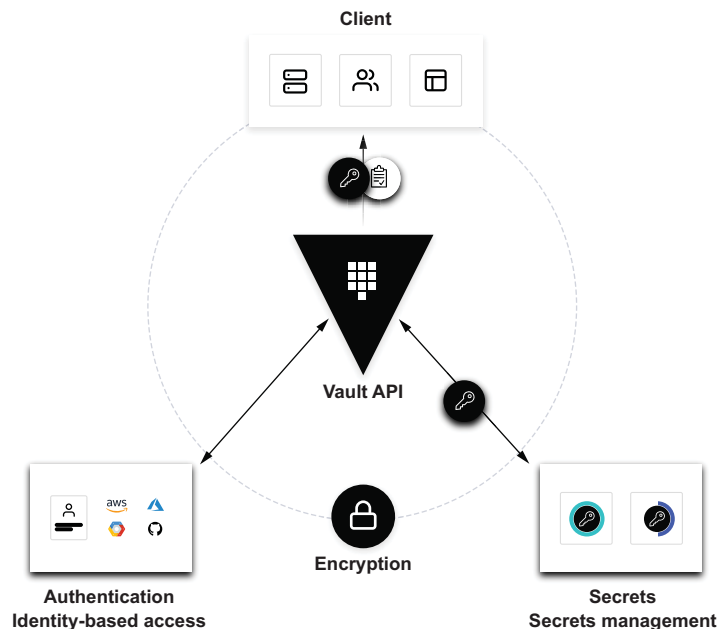 Client
Vault API
aws
Encryption
Authentication
Identity-based access
Secrets
Secrets management